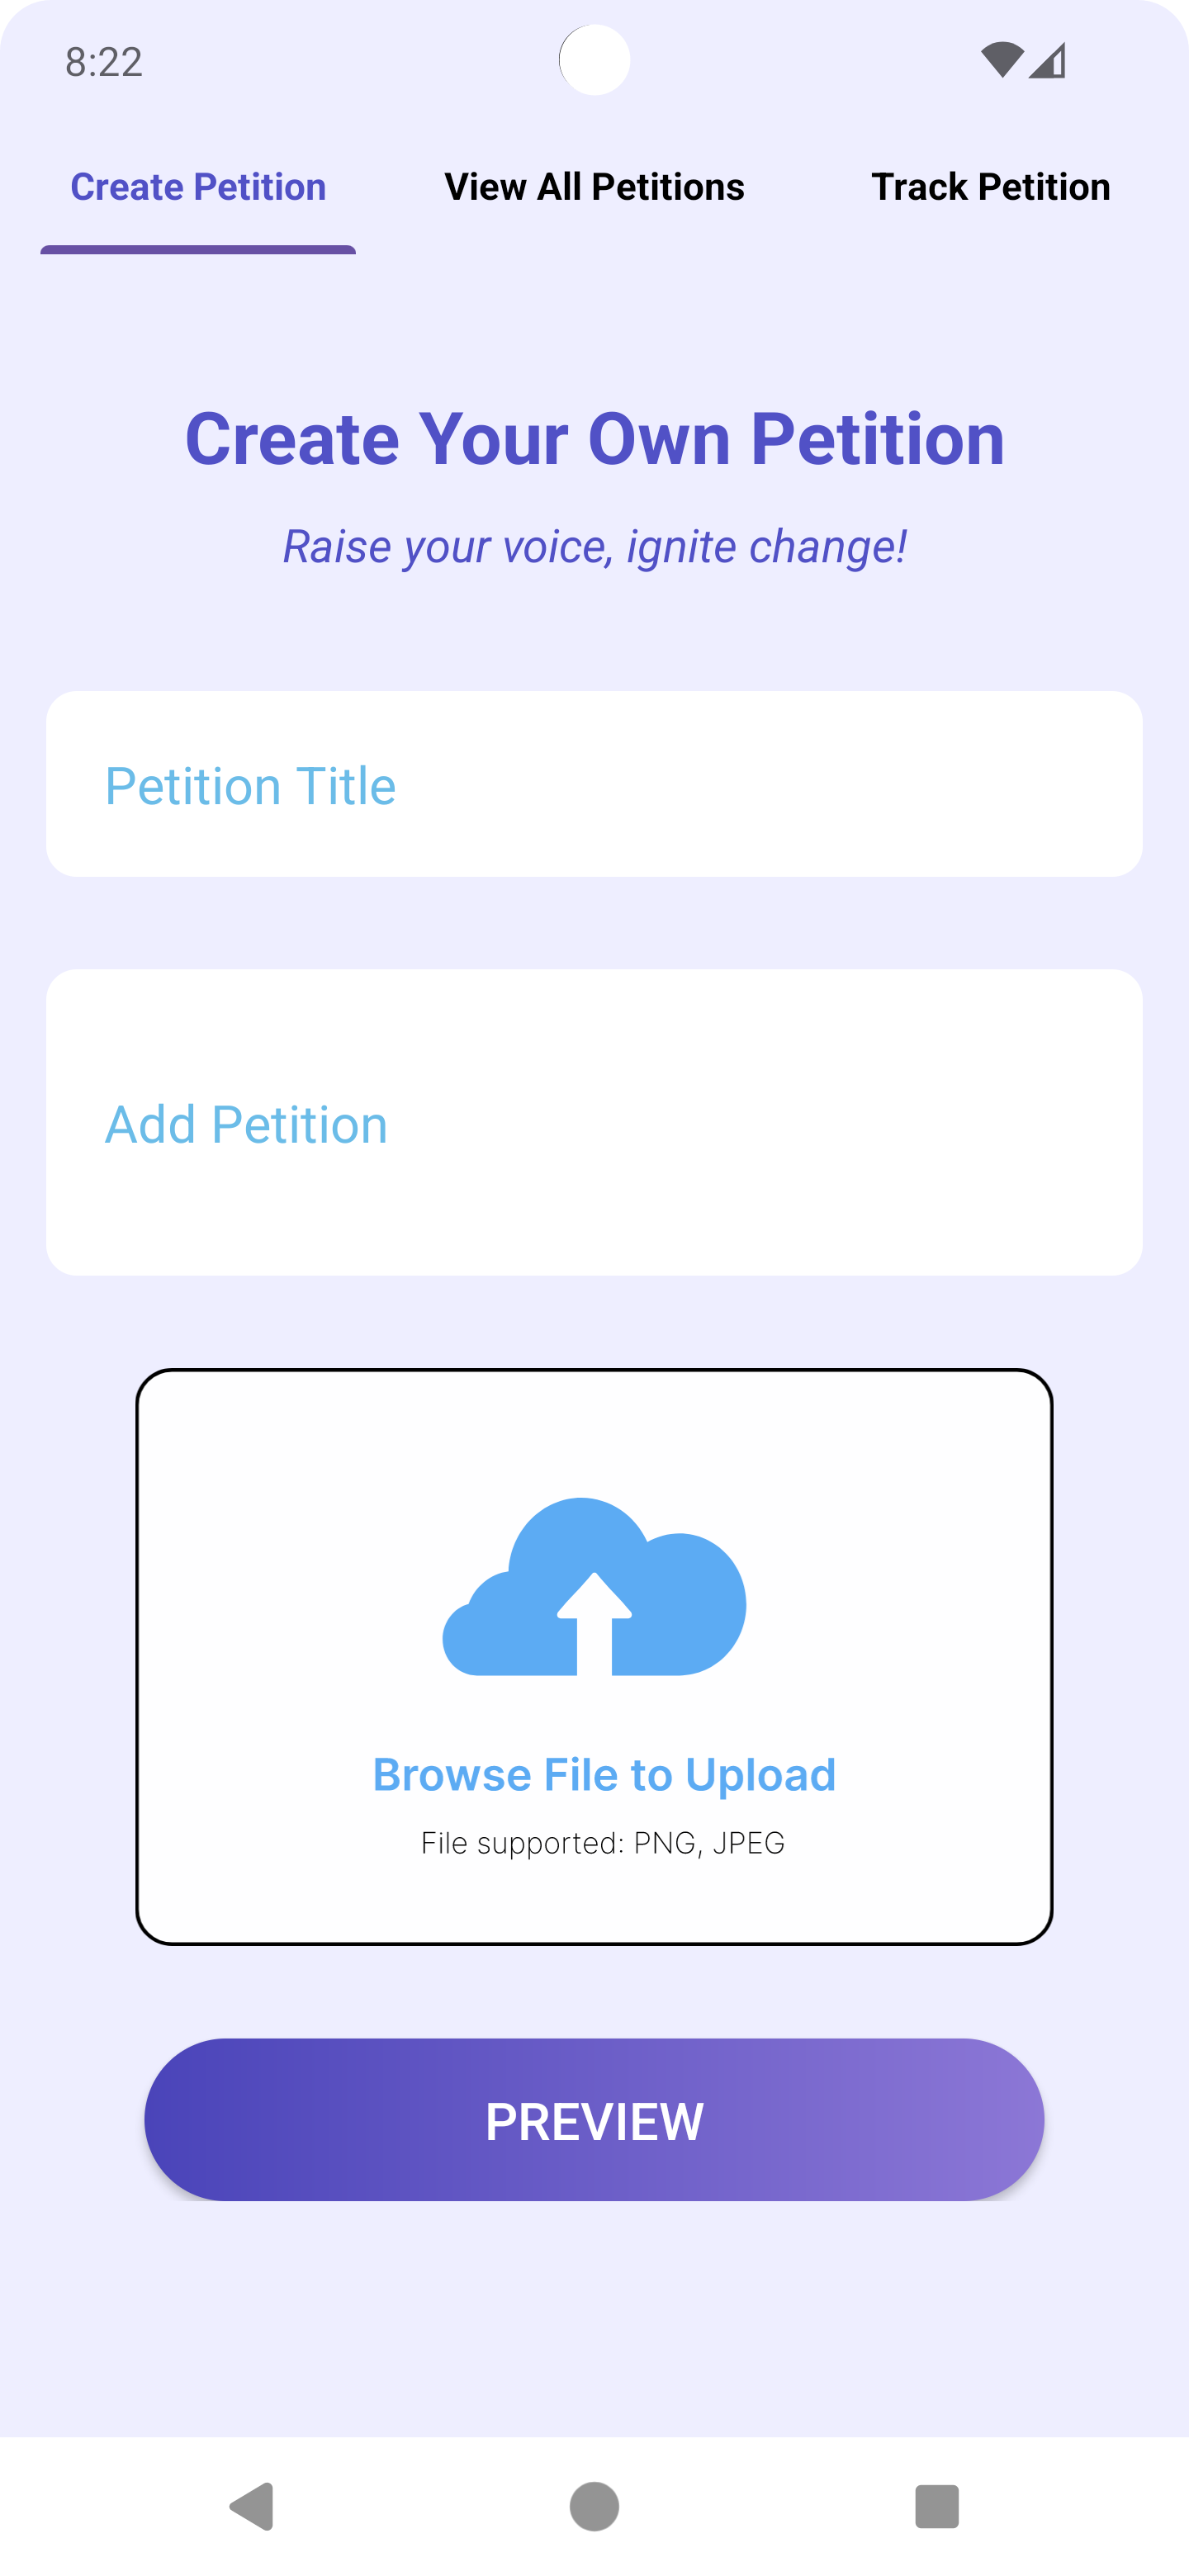 8:22
Create Petition
View All Petitions
Track Petition
Create Your Own Petition
Raise your voice, ignite change!
Petition Title
Add Petition
Browse File to Upload
File supported: PNG, JPEG
PREVIEW